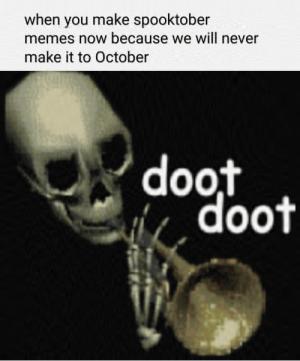 when you make spooktober
memes now because we will never
make it to October
doot
doot